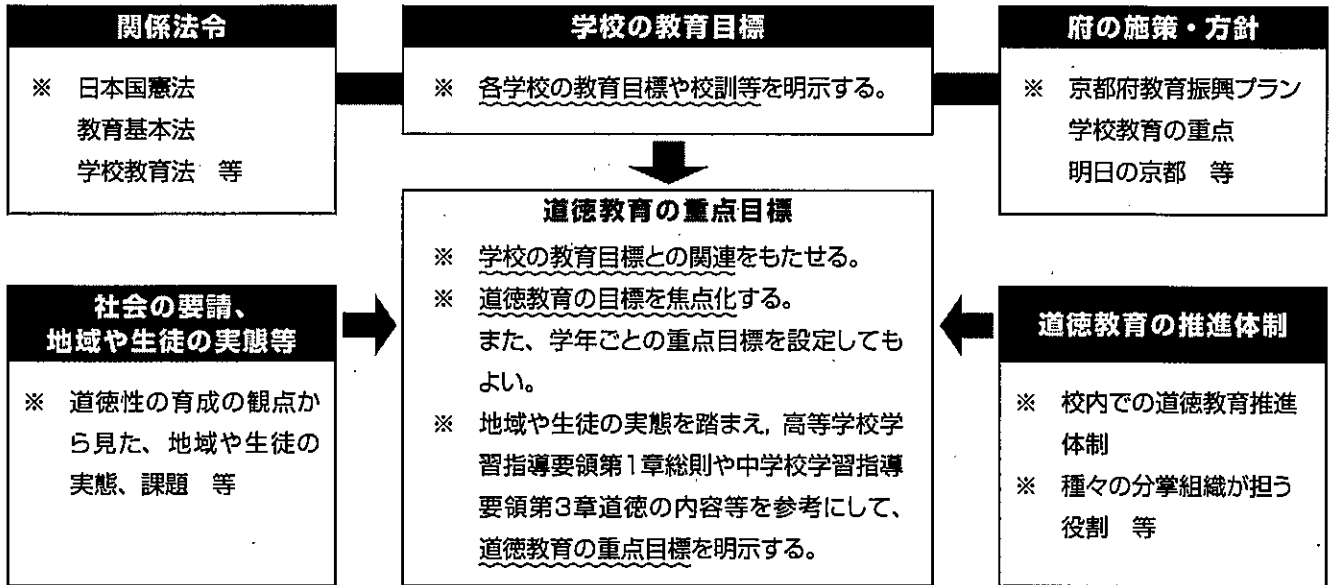 関係法令
※ 日本国憲法
教育基本法
学校教育法 等
学校の教育目標
※ 各学校の教育目標や校訓等を明示する。
府の施策・方針
※ 京都府教育振興プラン
学校教育の重点
明日の京都 等
社会の要請、
地域や生徒の実態等
※ 道徳性の育成の観点か
ら見た、地域や生徒の
実態、課題 等
道徳教育の重点目標
※ 学校の教育目標との関連をもたせる。
※ 道徳教育の目標を焦点化する。
また、学年ごとの重点目標を設定しても
よい。
※ 地域や生徒の実態を踏まえ，高等学校学
習指導要領第1章総則や中学校学習指導
要領第3章道徳の内容等を参考にして、
道徳教育の重点目標を明示する。
道徳教育の推進体制
※ 校内での道徳教育推進
体制
※ 種々の分掌組織が担う
役割 等